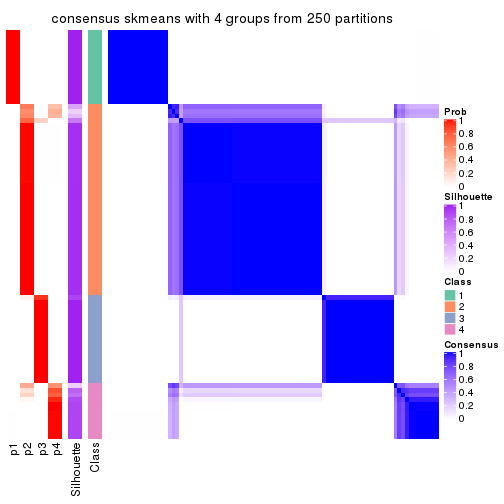 consensus skmeans with 4 groups from 250 partitions
Prob
1
0.8
0.6
0.4
0.2
0
Silhouette
1
0.8
0.6
0.4
0.2
0
Class
1
2
3
4
Consensus
1
0.8
0.6
0.4
0.2
0
p1
p2
p3
p4
Silhouette
Class